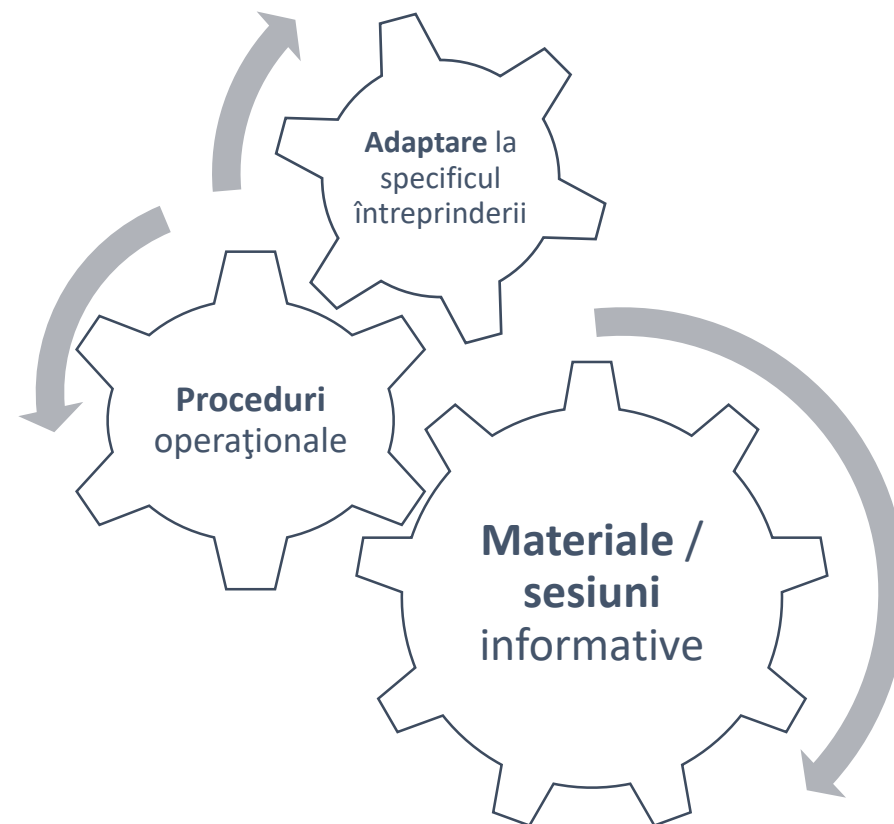 Adaptare la
specificul
întreprinderii
Proceduri
operaţionale
Materiale /
sesiuni
informative